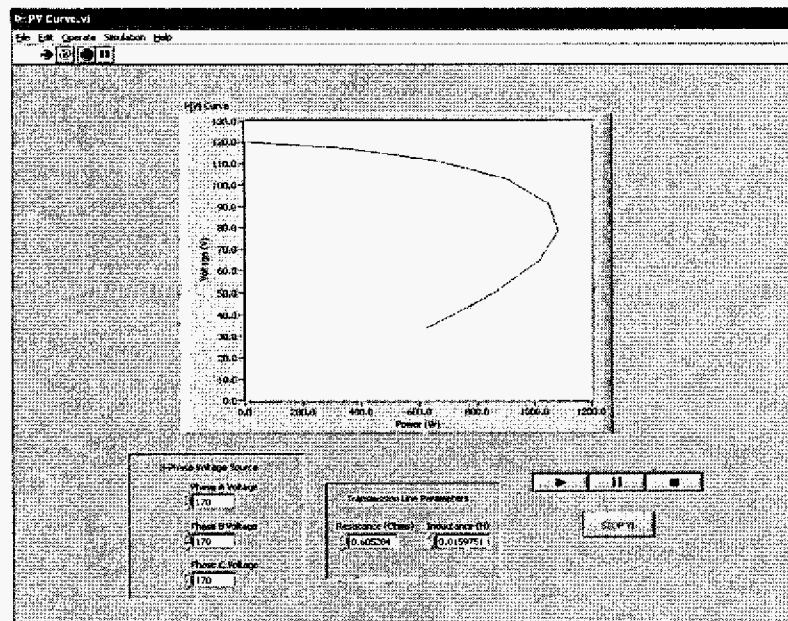 PV Curve.vi
File Edit Operate Simulation Help
Curve
130.0
120.0
110.0
100.0
90.0
80.0
70.0
60.0
50.0
40.0
30.0
20.0
10.0
0.0
Voltage (V)
0.0 200.0 400.0 600.0 800.0 1000.0 1200.0
Power (W)
3-Phase Voltage Source
Phase A Voltage
170
Phase B Voltage
170
Phase C Voltage
170
Transmission Line Parameters
Resistance (Ohms) Inductance (H)
0.605204 0.0159751
STOP VI